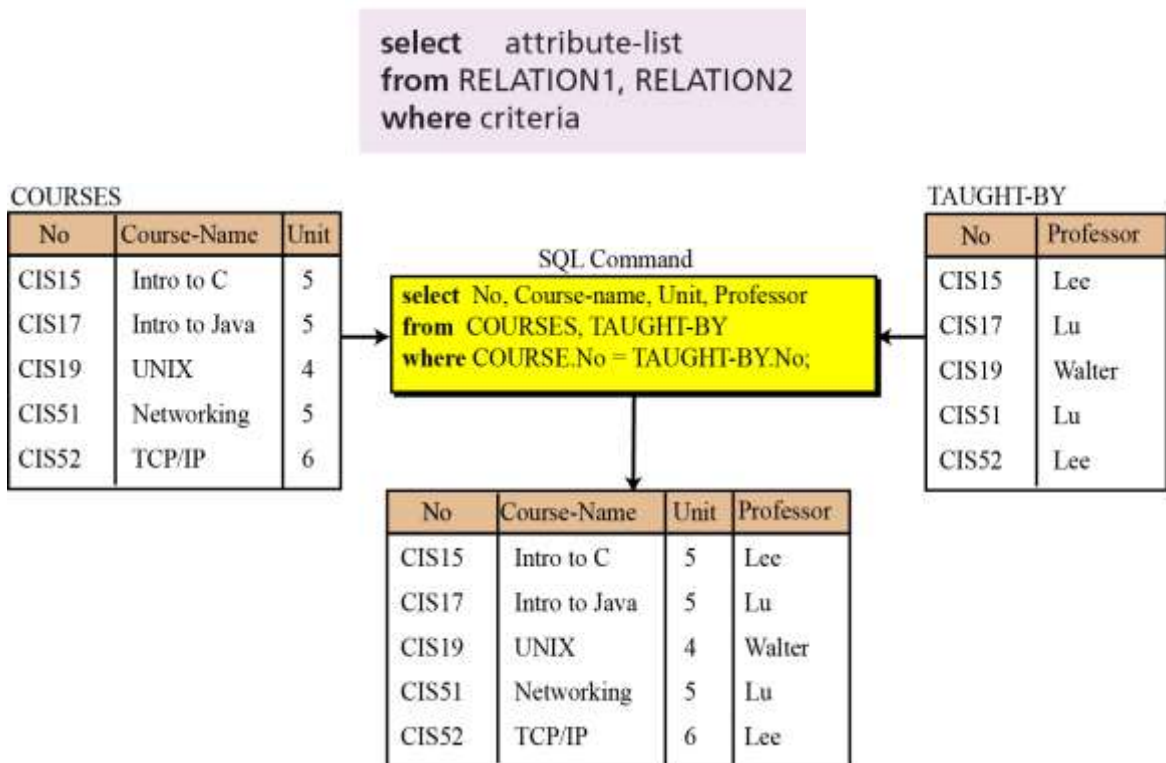 select attribute-list
from RELATION1, RELATION2
where criteria
COURSES
No Course-Name Unit
CIS15 Intro to C 5
CIS17 Intro to Java 5
CIS19 UNIX 4
CIS51 Networking 5
CIS52 TCP/IP 6
SQL Command
select No, Course-name, Unit, Professor
from COURSES, TAUGHT-BY
where COURSE.No = TAUGHT-BY.No;
TAUGHT-BY
No Professor
CIS15 Lee
CIS17 Lu
CIS19 Walter
CIS51 Lu
CIS52 Lee
No Course-Name Unit Professor
CIS15 Intro to C 5 Lee
CIS17 Intro to Java 5 Lu
CIS19 UNIX 4 Walter
CIS51 Networking 5 Lu
CIS52 TCP/IP 6 Lee